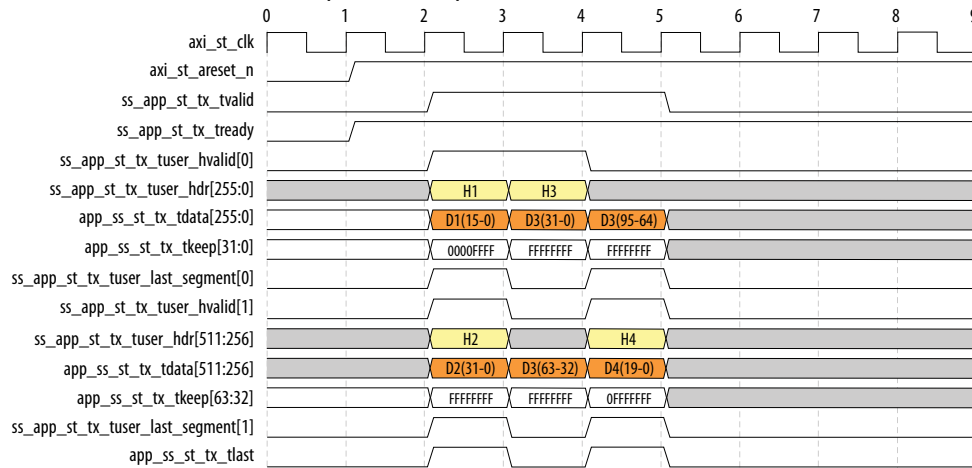 0 1 2 3 4 5 6 7 8 9
axi_st_clk
axi_st_areset_n
ss_app_st_tx_tvalid
ss_app_st_tx_tready
ss_app_st_tx_tuser_hvalid[0]
ss_app_st_tx_tuser_hdr[255:0] H1 H3
app_ss_st_tx_tdata[255:0] D1(15-0) D3(31-0) D3(95-64)
app_ss_st_tx_tkeep[31:0] 0000FFFF FFFFFFFF FFFFFFFF
ss_app_st_tx_tuser_last_segment[0]
ss_app_st_tx_tuser_hvalid[1]
ss_app_st_tx_tuser_hdr[511:256] H2 H4
app_ss_st_tx_tdata[511:256] D2(31-0) D3(63-32) D4(19-0)
app_ss_st_tx_tkeep[63:32] FFFFFFFF FFFFFFFF 0FFFFFFF
ss_app_st_tx_tuser_last_segment[1]
app_ss_st_tx_tlast